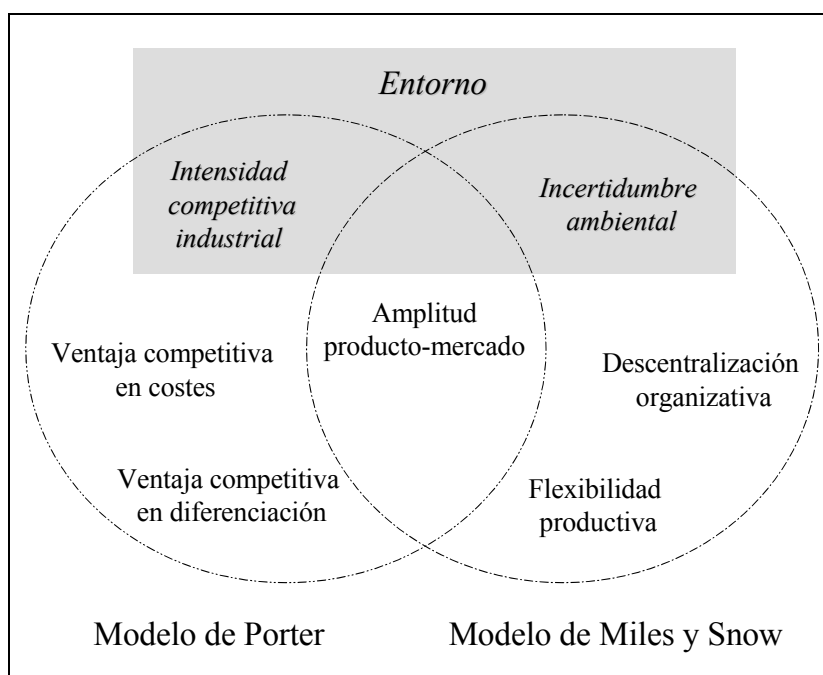 Entorno
Intensidad
competitiva
industrial
Incertidumbre
ambiental
Amplitud
producto-mercado
Ventaja competitiva
en costes
Descentralización
organizativa
Ventaja competitiva
en diferenciación
Flexibilidad
productiva
Modelo de Porter
Modelo de Miles y Snow